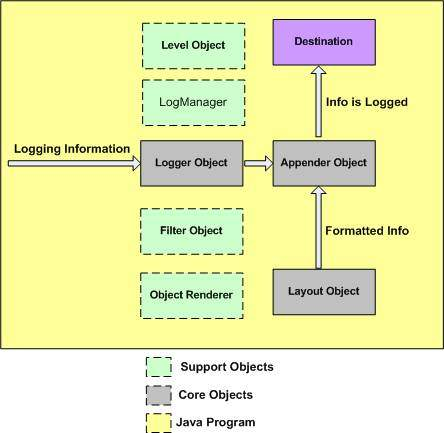 Level Object
Destination
LogManager
Info is Logged
Logging Information
Logger Object
Appender Object
Filter Object
Formatted Info
Object Renderer
Layout Object
Support Objects
Core Objects
Java Program